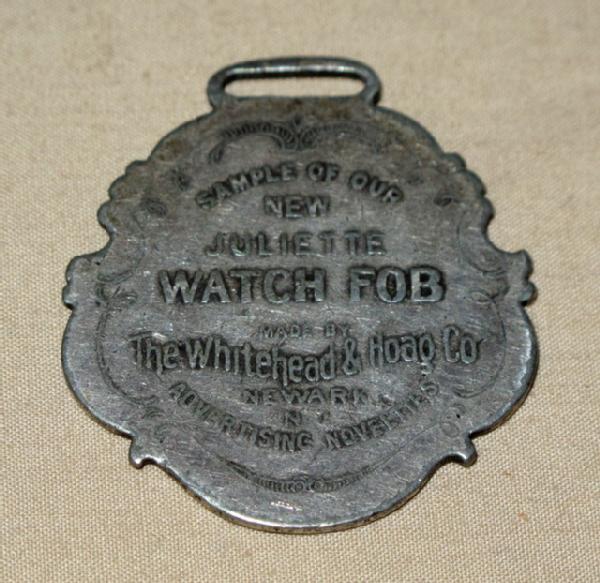 SAMPLE OF OUR
NEW
JULIETTE
WATCH FOB
MADE BY
The Whitehead & Hoag Co
NEWARK
N
ADVERTISING NOVELTIES